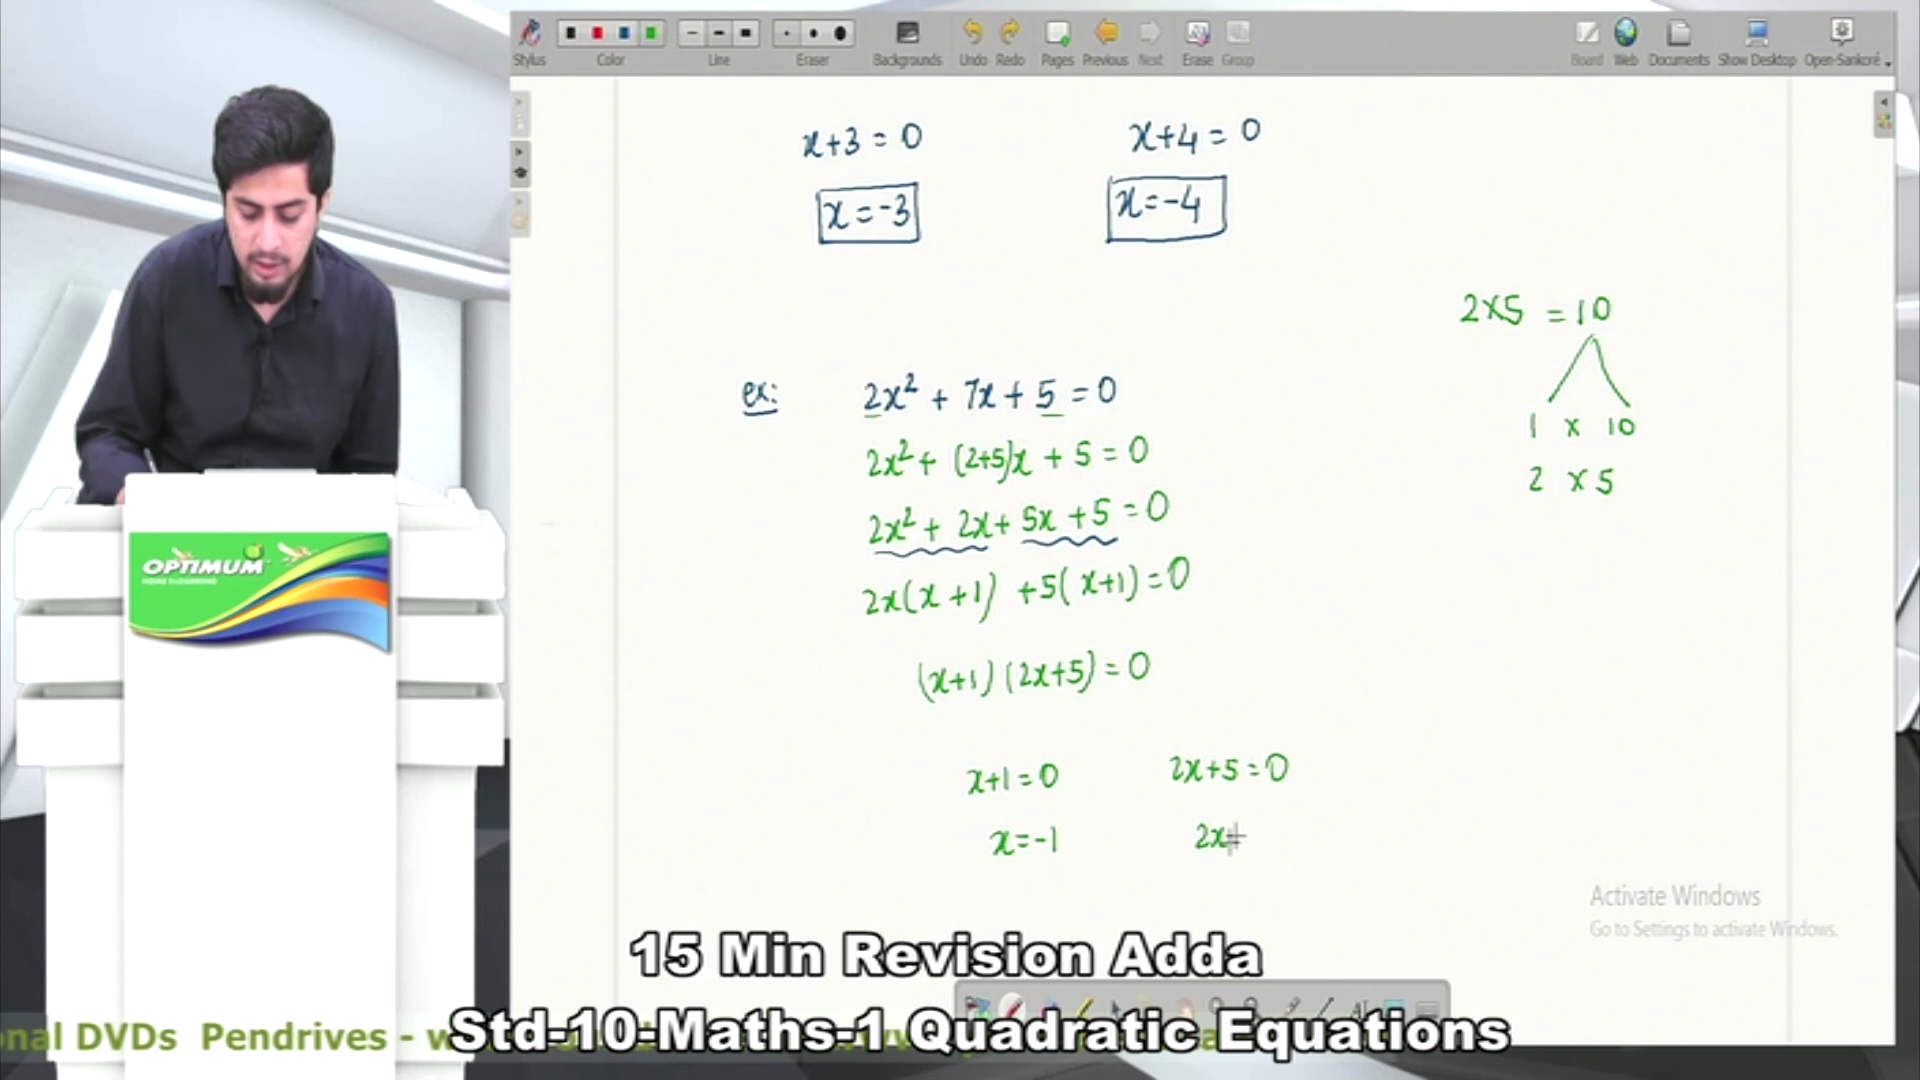 Stylus Color Line Eraser Backgrounds Undo Redo Pages Previous Next Erase Group Board Web Documents Show Desktop Open-Sankoré
x+3=0 x+4=0
x=-3 x=-4
2×5 =10
1 × 10
2 × 5
ex: 2x² + 7x + 5 = 0
2x² + (2+5)x + 5 = 0
2x² + 2x + 5x + 5 = 0
2x(x+1) +5(x+1)=0
(x+1)(2x+5)=0
x+1=0 2x+5=0
x=-1 2x
OPTIMUM
Activate Windows
Go to Settings to activate Windows.
15 Min Revision Adda
DVDs Pendrives -
Std-10-Maths-1 Quadratic Equations